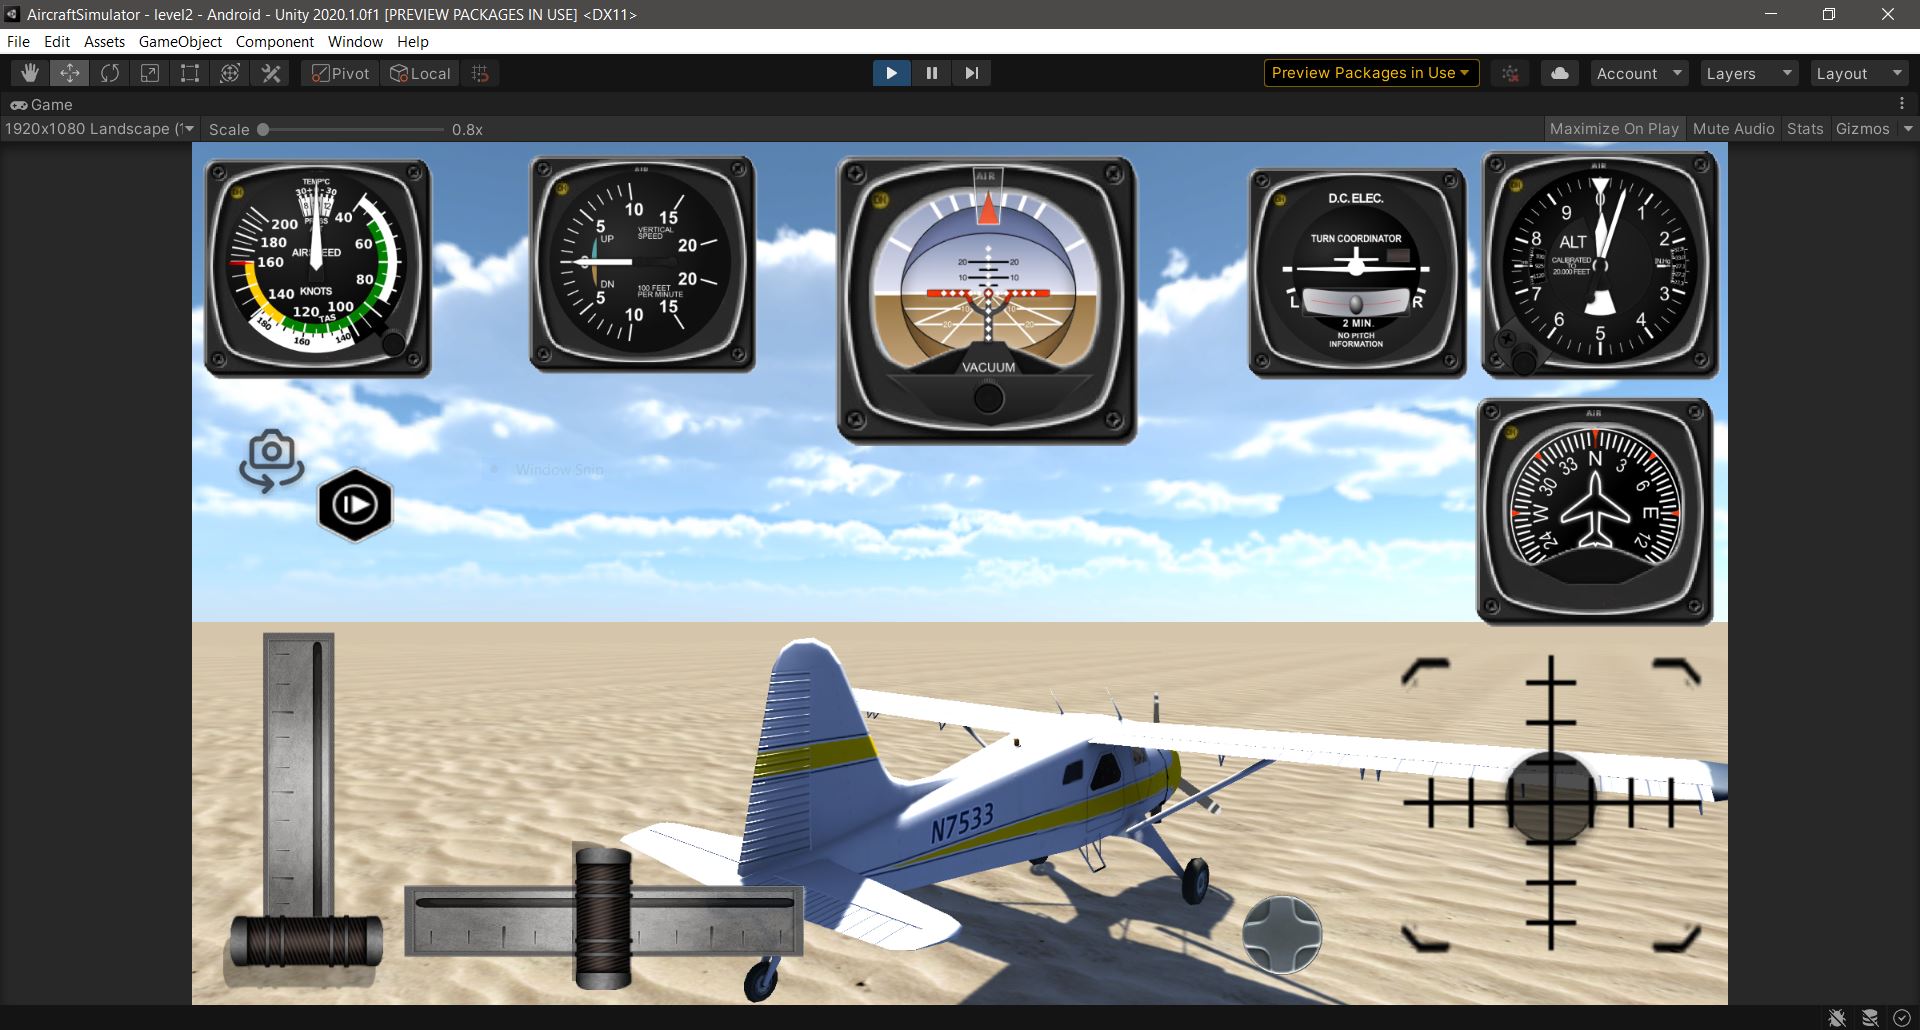 AircraftSimulator - level2 - Android - Unity 2020.1.0f1 [PREVIEW PACKAGES IN USE] <DX11>
File Edit Assets GameObject Component Window Help
Pivot Local Preview Packages in Use Account Layers Layout
Game
1920x1080 Landscape (1 Scale 0.8x Maximize On Play Mute Audio Stats Gizmos
TEMP°C
30 30
200 40
180 60
AIRSPEED
160
80
140 KNOTS
120 100
TAS
180 160 140
AIR
10 15
5
UP
VERTICAL
SPEED
20
0
20
DN
100 FEET
PER MINUTE
5
15
10
AIR
20 20
10 10
10 10
20 20
VACUUM
D.C. ELEC.
TURN COORDINATOR
L R
2 MIN.
NO PITCH
INFORMATION
AIR
0
9 1
8 ALT 2
CALIBRATED
TO
20,000 FEET
7 3
6 4
5
AIR
N
33 3
30 6
W E
24 12
Window Snip
N7533